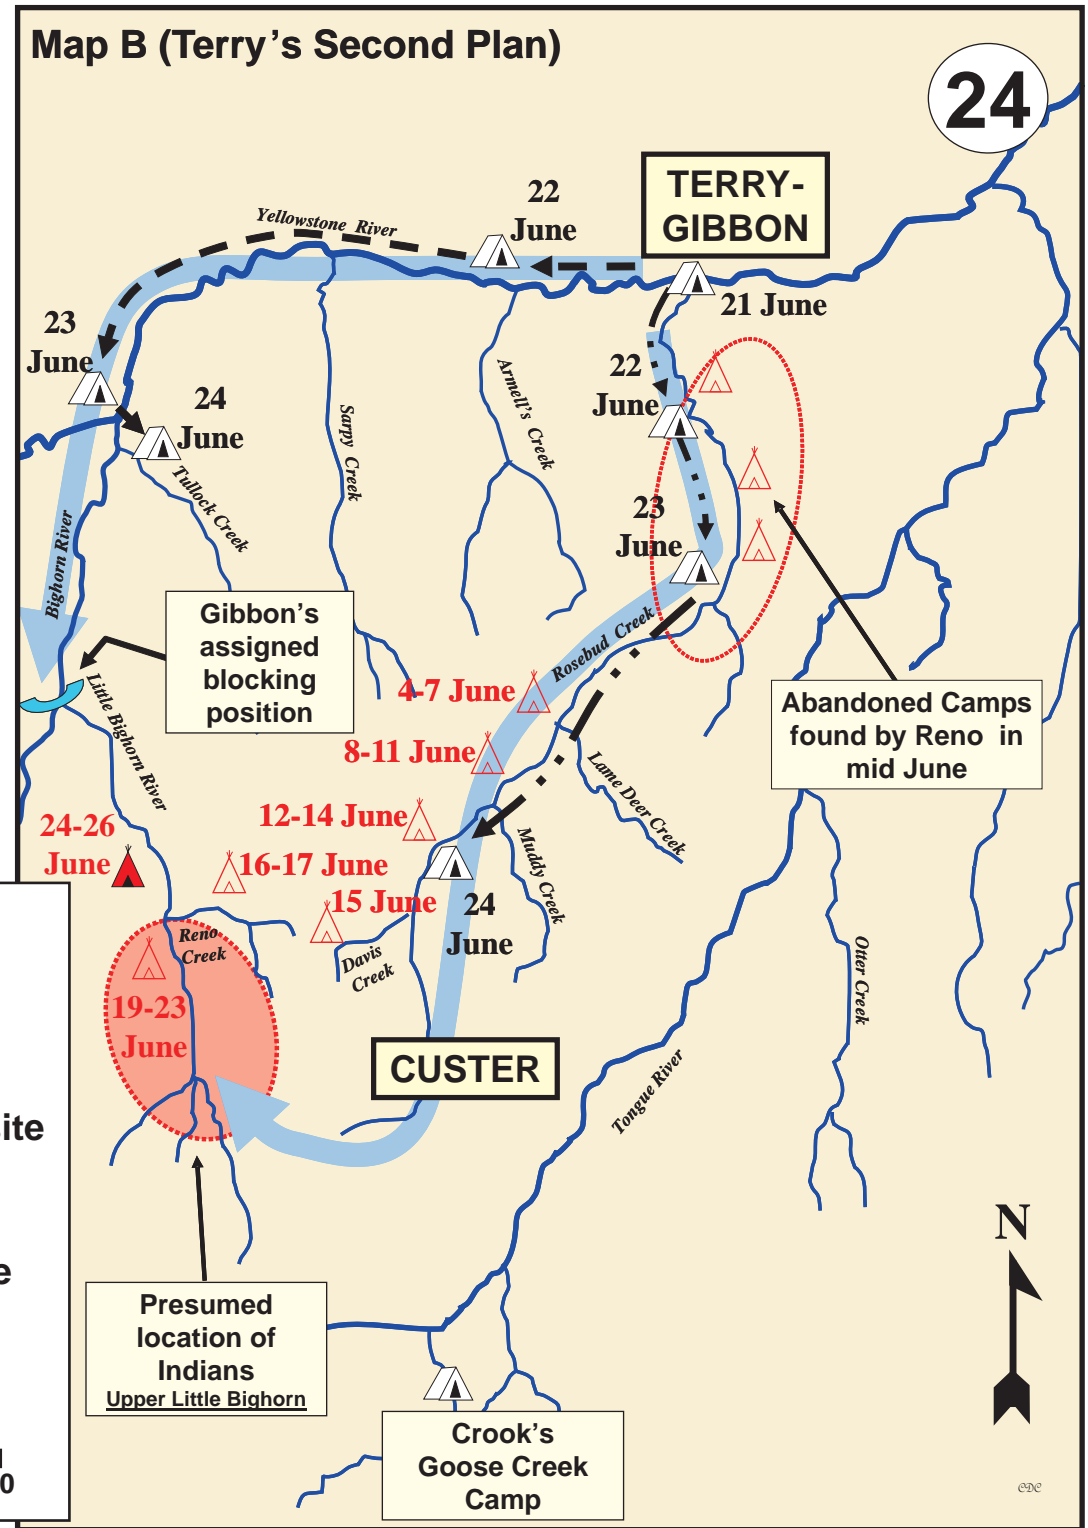 Map B (Terry's Second Plan)
24
TERRY-
GIBBON
22
June
Yellowstone River
21 June
23
June
24
June
22
June
Armell's Creek
Sarpy Creek
Tullock Creek
23
June
Bighorn River
Gibbon's
assigned
blocking
position
Rosebud Creek
4-7 June
Little Bighorn River
Abandoned Camps
found by Reno in
mid June
8-11 June
Lame Deer Creek
12-14 June
24-26
June
16-17 June
Muddy Creek
15 June
24
June
Reno
Creek
Davis
Creek
Otter Creek
19-23
June
CUSTER
Tongue River
ite
N
e
Presumed
location of
Indians
Upper Little Bighorn
Crook's
Goose Creek
Camp
0
CDC